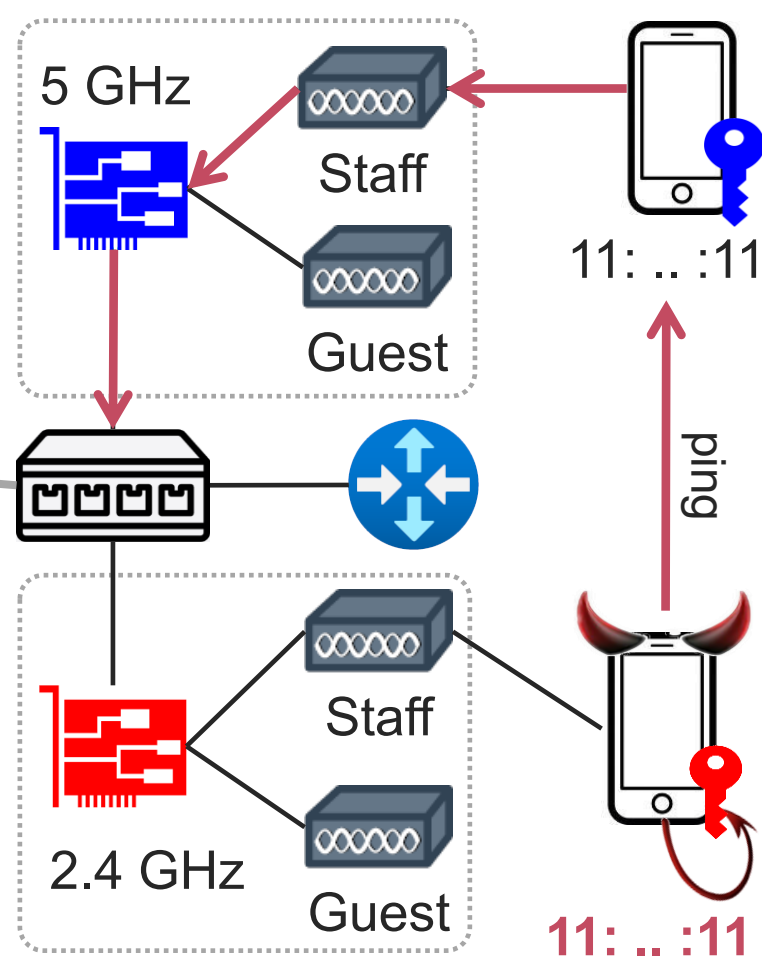 5 GHz
Staff
Guest
11: .. :11
ping
Staff
2.4 GHz
Guest
11: .. :11